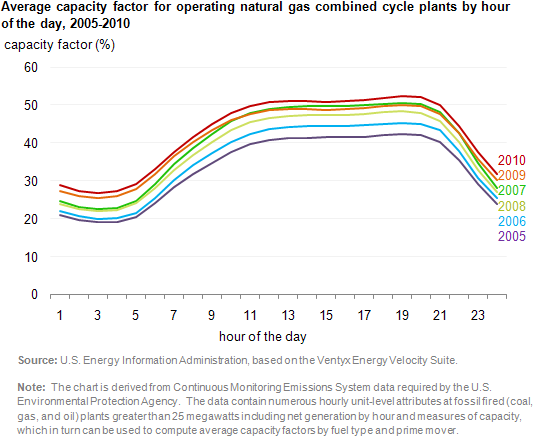 Average capacity factor for operating natural gas combined cycle plants by hour
of the day, 2005-2010
capacity factor (%)
60
50
40
30
20
10
0
2010
2009
2007
2008
2006
2005
1 3 5 7 9 11 13 15 17 19 21 23
hour of the day
Source: U.S. Energy Information Administration, based on the Ventyx Energy Velocity Suite.
Note: The chart is derived from Continuous Monitoring Emissions System data required by the U.S.
Environmental Protection Agency. The data contain numerous hourly unit-level attributes at fossil fired (coal,
gas, and oil) plants greater than 25 megawatts including net generation by hour and measures of capacity,
which in turn can be used to compute average capacity factors by fuel type and prime mover.